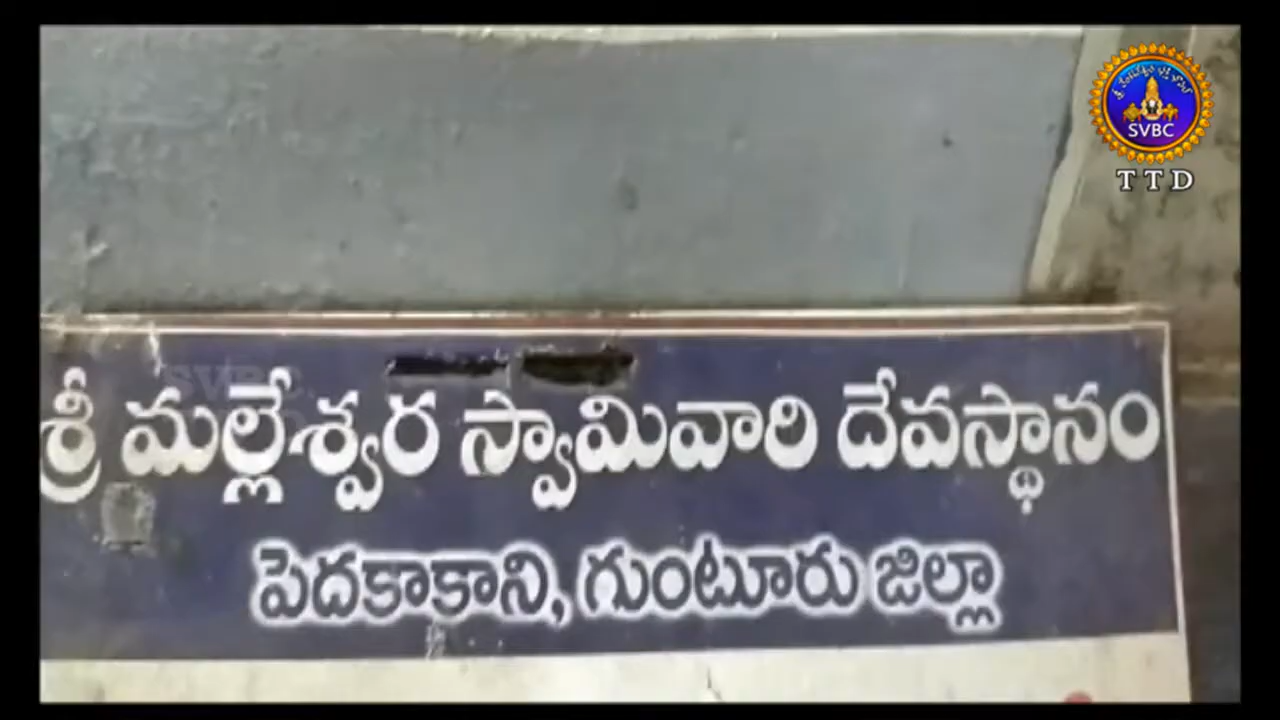 SVBC
TTD
శ్రీ మల్లేశ్వర స్వామివారి దేవస్థానం
పెదకాకాని, గుంటూరు జిల్లా